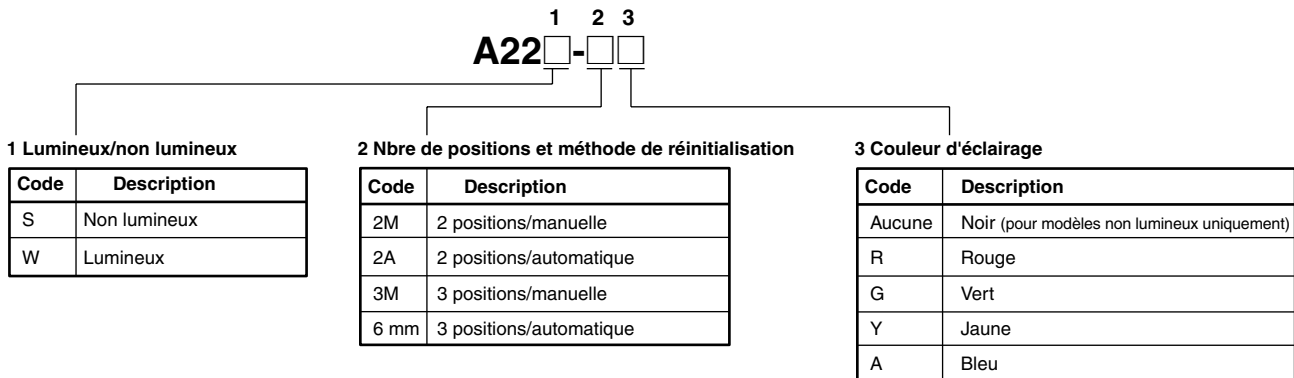 1 2 3
A22□-□□
1 Lumineux/non lumineux
Code Description
S Non lumineux
W Lumineux
2 Nbre de positions et méthode de réinitialisation
Code Description
2M 2 positions/manuelle
2A 2 positions/automatique
3M 3 positions/manuelle
6 mm 3 positions/automatique
3 Couleur d'éclairage
Code Description
Aucune Noir (pour modèles non lumineux uniquement)
R Rouge
G Vert
Y Jaune
A Bleu